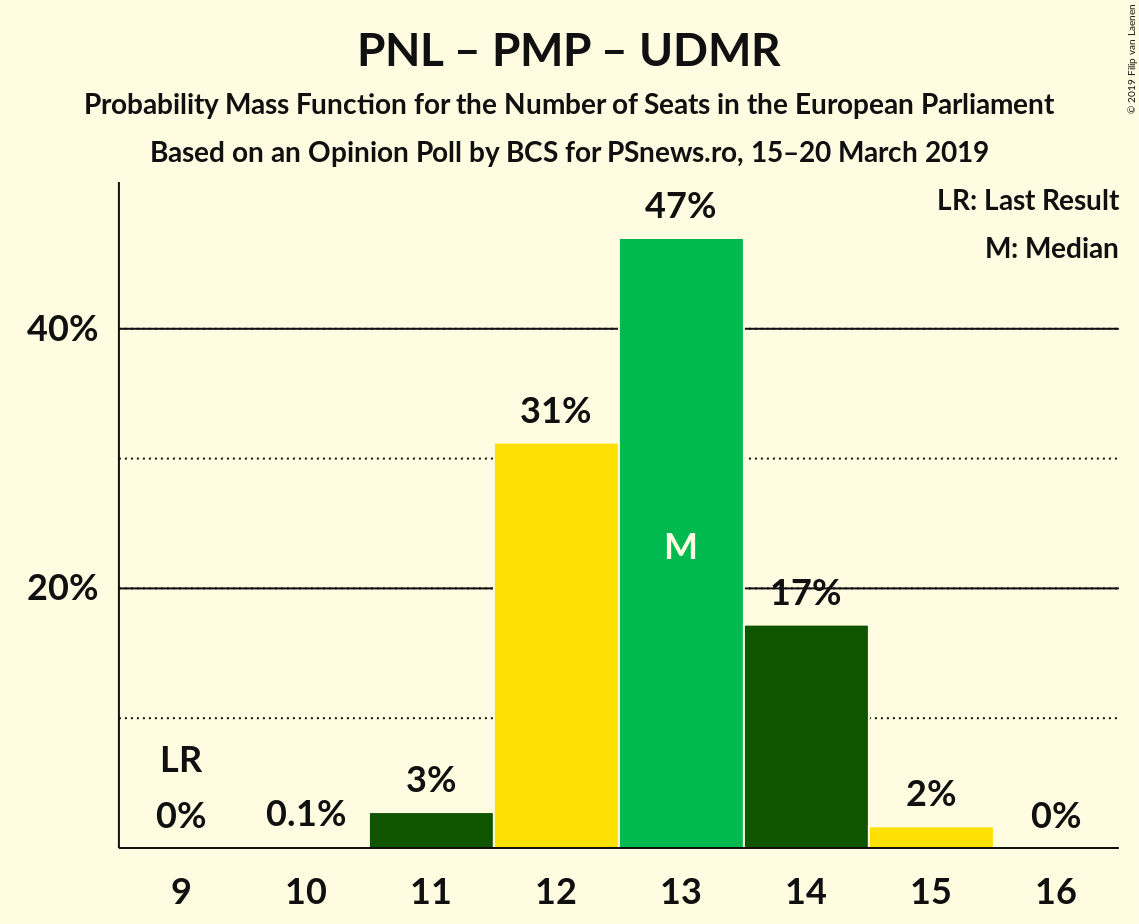 PNL – PMP – UDMR
Probability Mass Function for the Number of Seats in the European Parliament
Based on an Opinion Poll by BCS for PSnews.ro, 15–20 March 2019
© 2019 Filip van Laenen
LR: Last Result
M: Median
47%
40%
31%
M
20%
17%
LR
0%
0.1%
3%
2%
0%
9 10 11 12 13 14 15 16